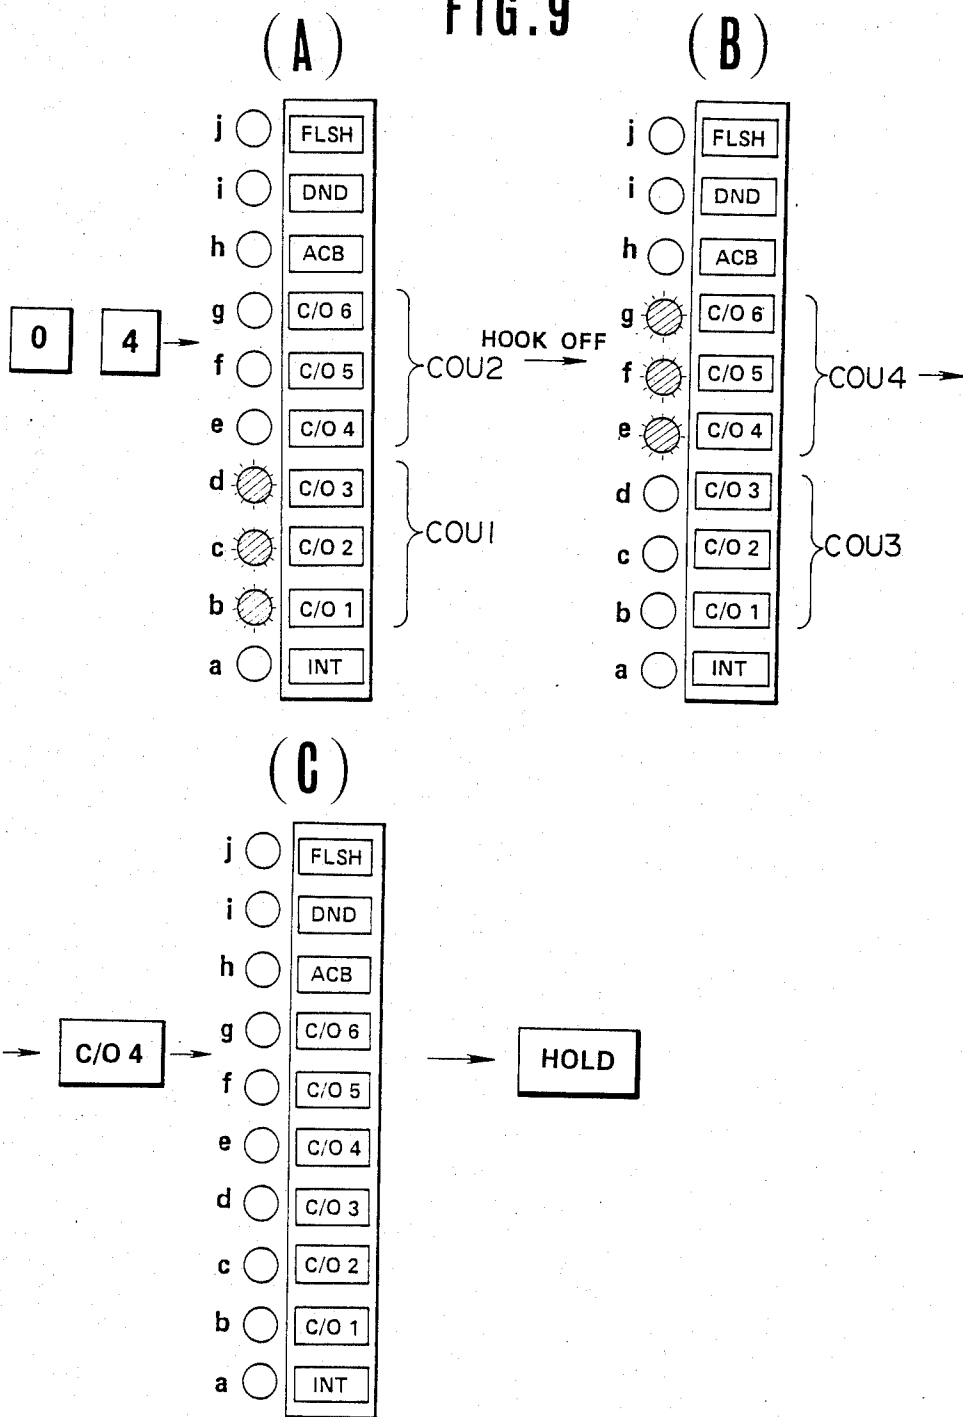 FIG.9
(A)
j FLSH
i DND
h ACB
g C/O 6
f C/O 5
e C/O 4
d C/O 3
c C/O 2
b C/O 1
a INT
0 4
COU2
COU1
HOOK OFF
(B)
j FLSH
i DND
h ACB
g C/O 6
f C/O 5
e C/O 4
d C/O 3
c C/O 2
b C/O 1
a INT
COU4
COU3
(C)
C/O 4
j FLSH
i DND
h ACB
g C/O 6
f C/O 5
e C/O 4
d C/O 3
c C/O 2
b C/O 1
a INT
HOLD